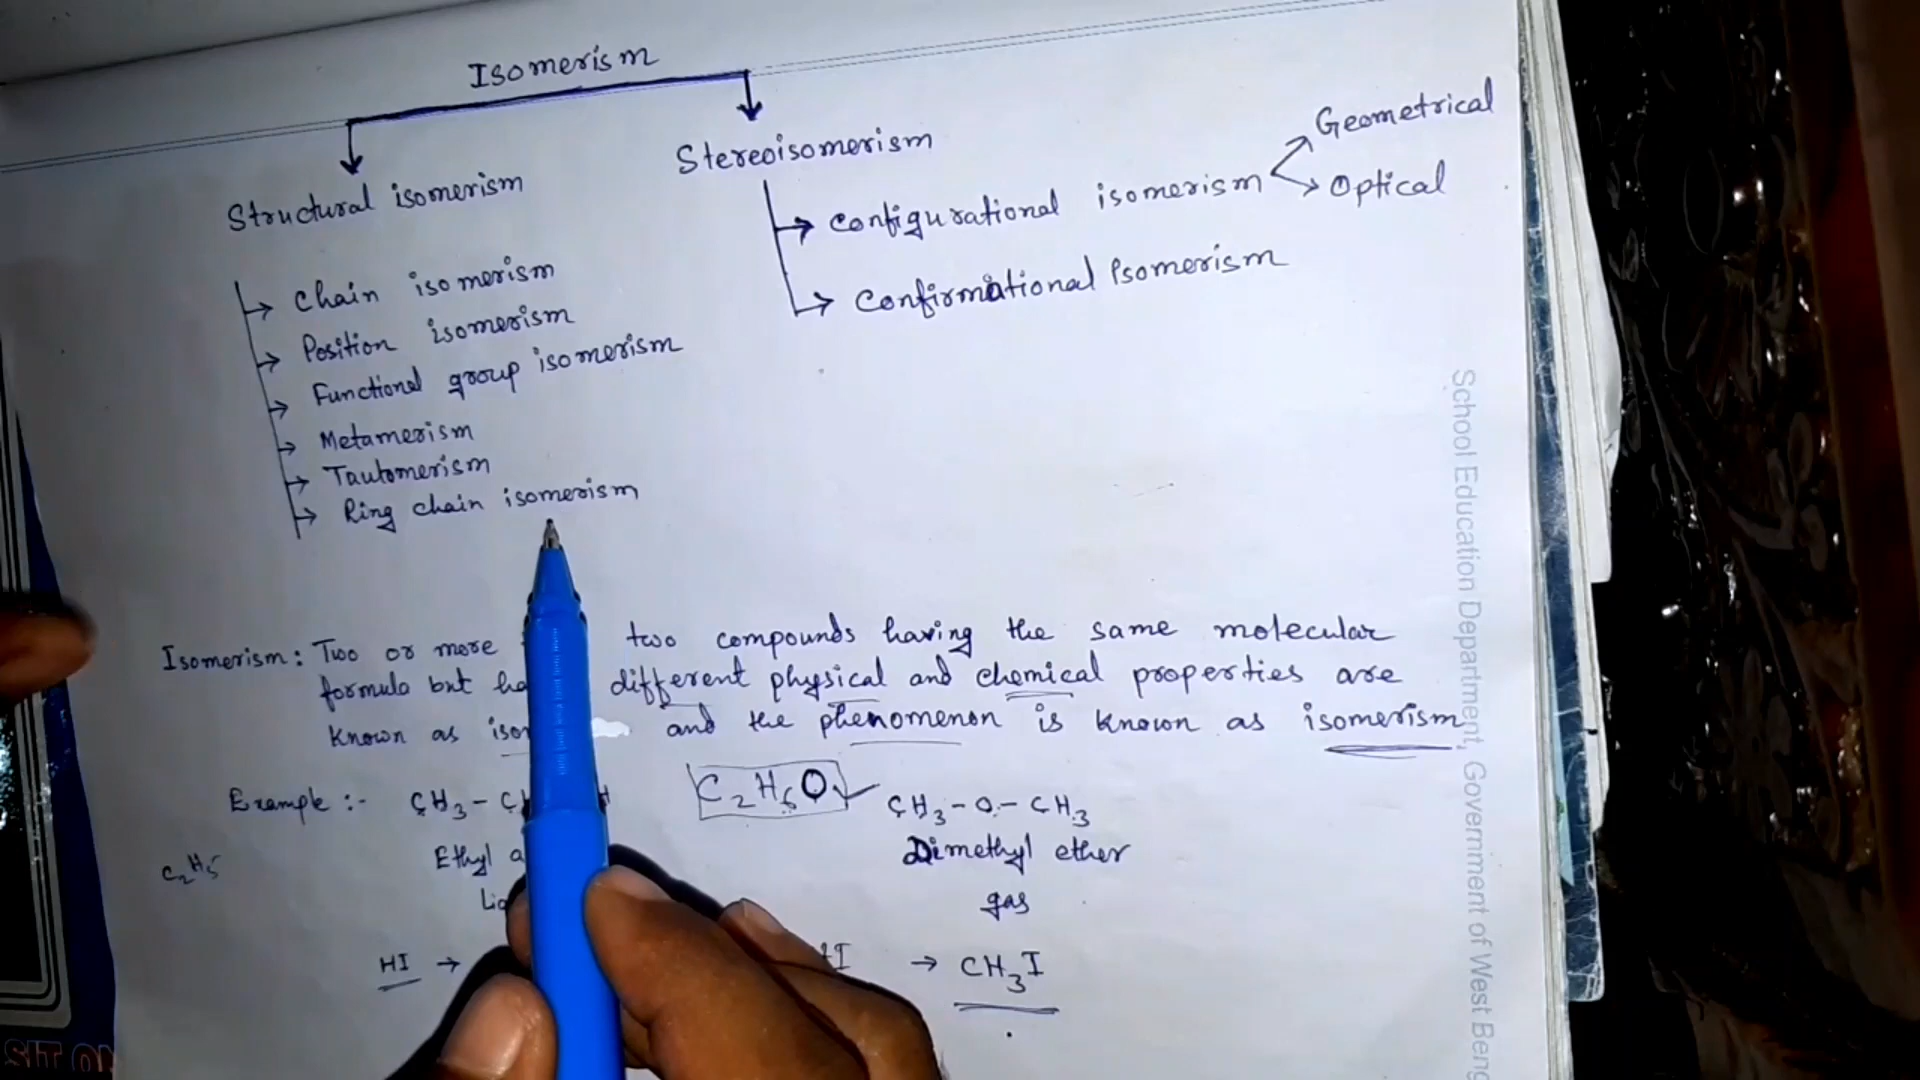 Isomerism
Structural isomerism
Chain isomerism
Position isomerism
Functional group isomerism
Metamerism
Tautomerism
Ring chain isomerism
Stereoisomerism
Configurational isomerism
Geometrical
Optical
Confirmational Isomerism
Isomerism: Two or more two compounds having the same molecular
formula but different physical and chemical properties are
known as and the phenomenon is known as isomerism
Example :- CH3 - C2H6O CH3-O-CH3
C2H5 Ethyl Dimethyl ether
gas
HI → → CH3I
School Education Department, Government of West Beng
SIT